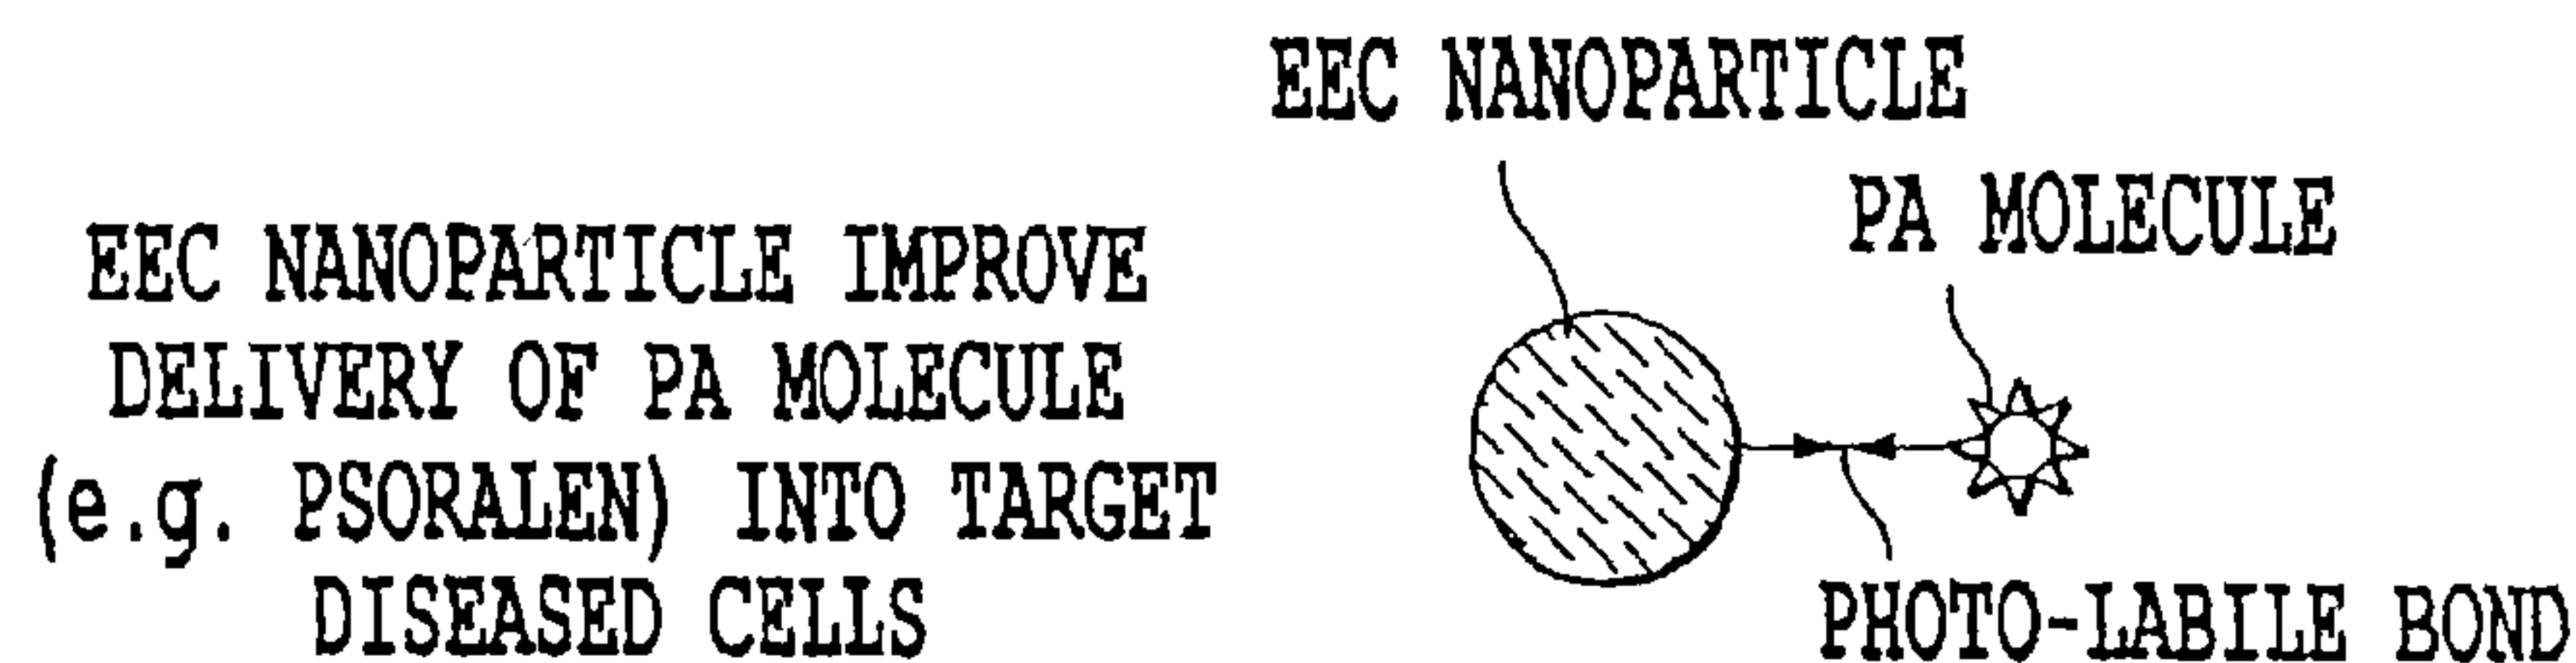 EEC NANOPARTICLE IMPROVE
DELIVERY OF PA MOLECULE
(e.g. PSORALEN) INTO TARGET
DISEASED CELLS
EEC NANOPARTICLE
PA MOLECULE
PHOTO-LABILE BOND